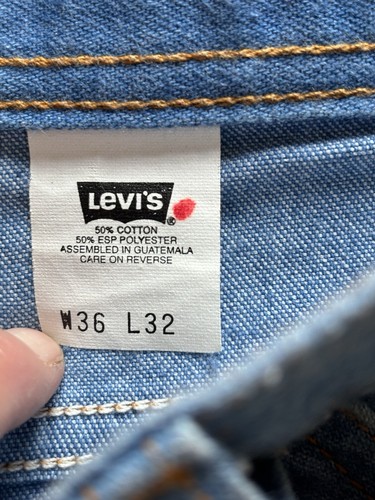 Levi's
50% COTTON
50% ESP POLYESTER
ASSEMBLED IN GUATEMALA
CARE ON REVERSE
W36 L32